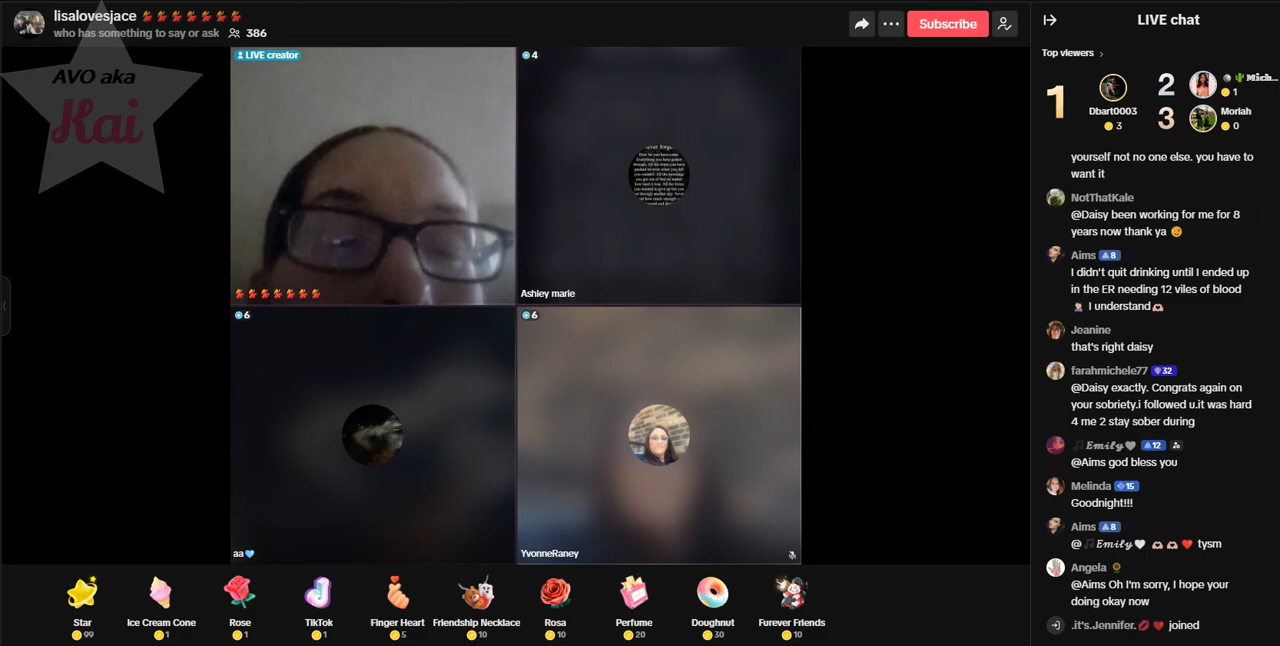 lisalovesjace
who has something to say or ask 386
Subscribe
AVO aka
Kai
LIVE creator
4
Ashley marie
6
aa
6
YvonneRaney
Star
99
Ice Cream Cone
1
Rose
1
TikTok
1
Finger Heart
5
Friendship Necklace
10
Rosa
10
Perfume
20
Doughnut
30
Furever Friends
10
LIVE chat
Top viewers
1
Dbart0003
3
2
Mich...
1
3
Moriah
0
yourself not no one else. you have to
want it
NotThatKale
@Daisy been working for me for 8
years now thank ya
Aims 8
I didn't quit drinking until I ended up
in the ER needing 12 viles of blood
I understand
Jeanine
that's right daisy
farahmichele77 32
@Daisy exactly. Congrats again on
your sobriety.i followed u.it was hard
4 me 2 stay sober during
Emily 12
@Aims god bless you
Melinda 15
Goodnight!!!
Aims 8
@Emily tysm
Angela
@Aims Oh I'm sorry, I hope your
doing okay now
.it's.Jennifer. joined